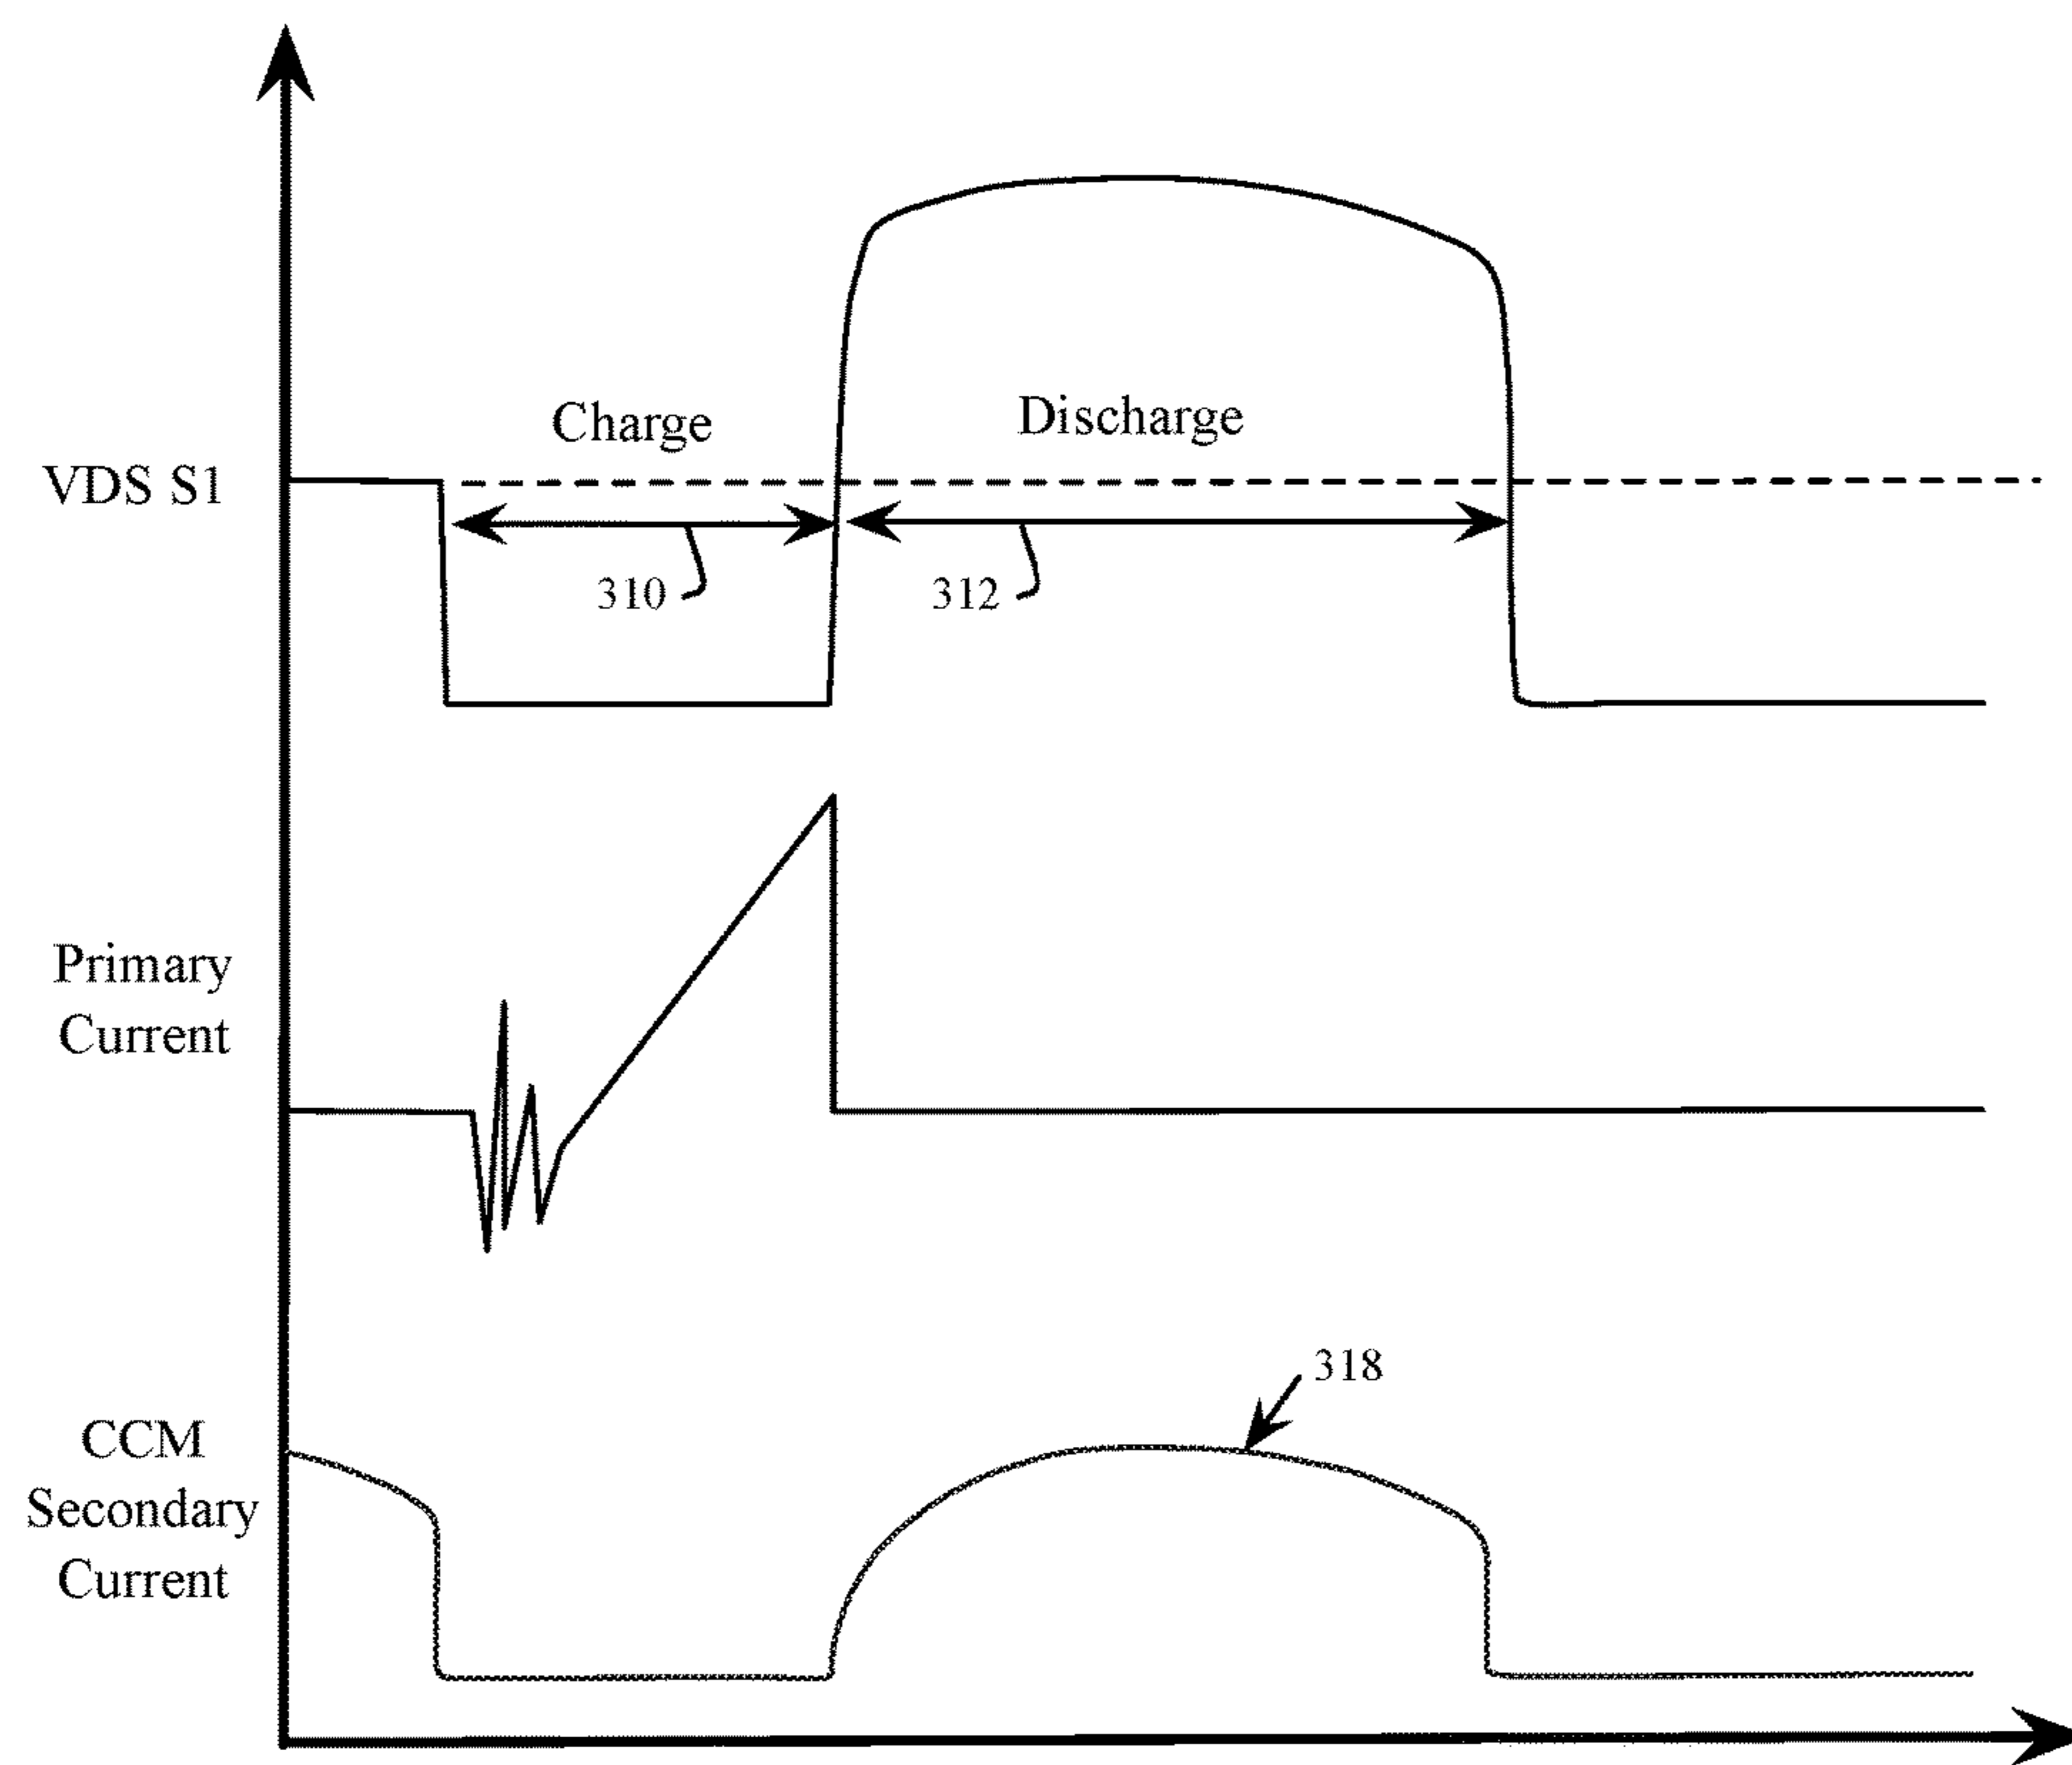 Charge
Discharge
VDS S1
310
312
Primary
Current
318
CCM
Secondary
Current